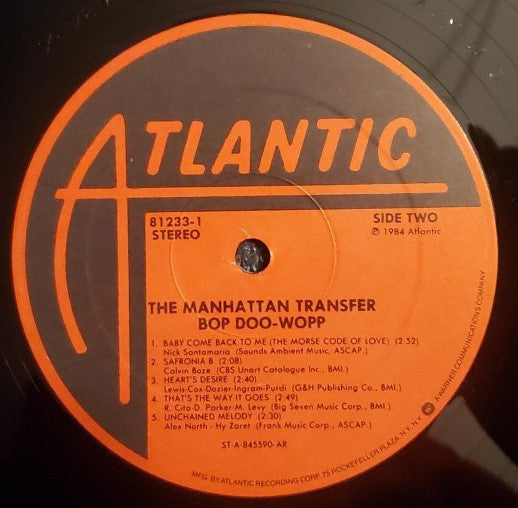 ATLANTIC
81233-1
STEREO
SIDE TWO
℗ 1984 Atlantic
THE MANHATTAN TRANSFER
BOP DOO-WOPP
1. BABY COME BACK TO ME (THE MORSE CODE OF LOVE) (2:52)
Nick Santamaria (Sounds Ambient Music, ASCAP.)
2. SAFRONIA B (2:08)
Calvin Boze (CBS Unart Catalogue Inc., BMI.)
3. HEART'S DESIRE (2:40)
Lewis-Cox-Dozier-Ingram-Purdi (G&H Publishing Co., BMI.)
4. THAT'S THE WAY IT GOES (2:49)
R. Cita-D. Parker-M. Levy (Big Seven Music Corp., BMI.)
5. UNCHAINED MELODY (2:30)
Alex North - Hy Zaret (Frank Music Corp., ASCAP.)
ST-A-845590-AR
MFG. BY ATLANTIC RECORDING CORP. 75 ROCKEFELLER PLAZA, N.Y. N.Y. W A WARNER COMMUNICATIONS COMPANY